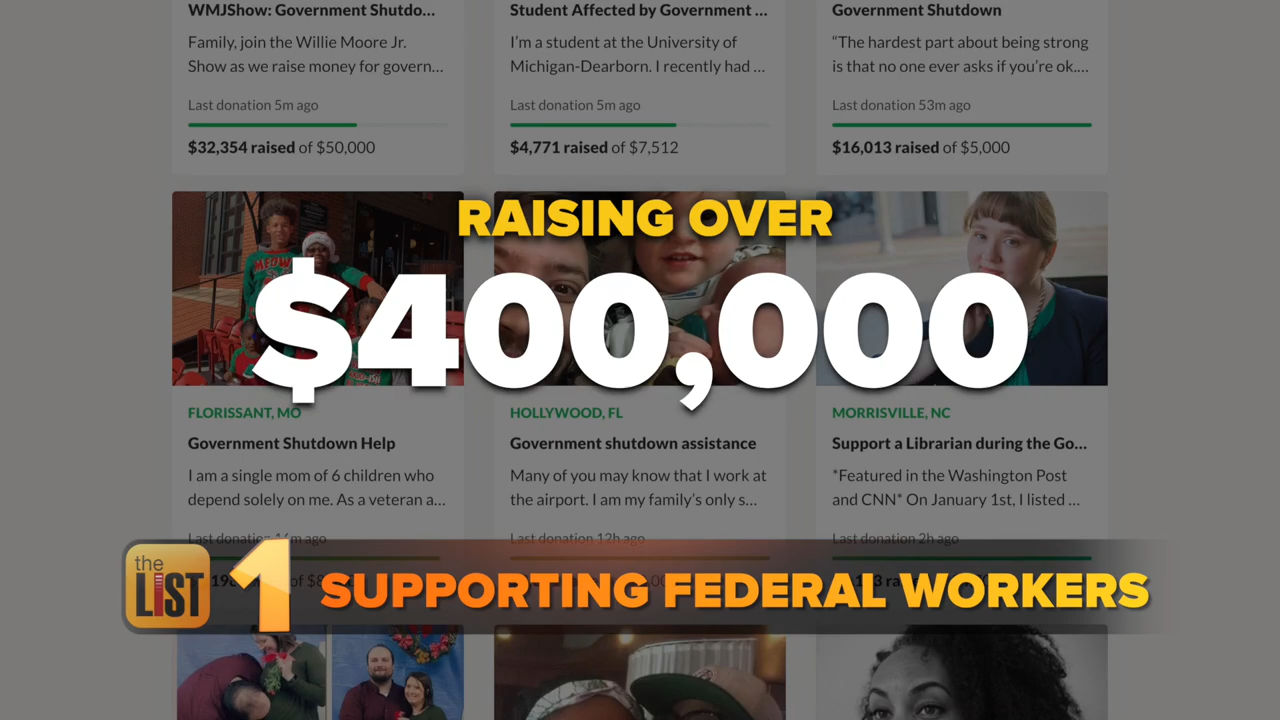 WMJShow: Government Shutdo...
Family, join the Willie Moore Jr.
Show as we raise money for govern...
Last donation 5m ago
$32,354 raised of $50,000
Student Affected by Government ...
I'm a student at the University of
Michigan-Dearborn. I recently had ...
Last donation 5m ago
$4,771 raised of $7,512
Government Shutdown
“The hardest part about being strong
is that no one ever asks if you're ok....
Last donation 53m ago
$16,013 raised of $5,000
RAISING OVER
$400,000
MEOW
FLORISSANT, MO
Government Shutdown Help
I am a single mom of 6 children who
depend solely on me. As a veteran a...
Last donation m ago
of $
HOLLYWOOD, FL
Government shutdown assistance
Many of you may know that I work at
the airport. I am my family's only s...
Last donation 12h ago
MORRISVILLE, NC
Support a Librarian during the Go...
*Featured in the Washington Post
and CNN* On January 1st, I listed ...
Last donation 2h ago
the
LIST
1
SUPPORTING FEDERAL WORKERS